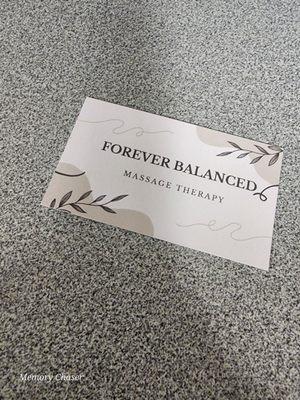 FOREVER BALANCED
MASSAGE THERAPY
Memory Chaser